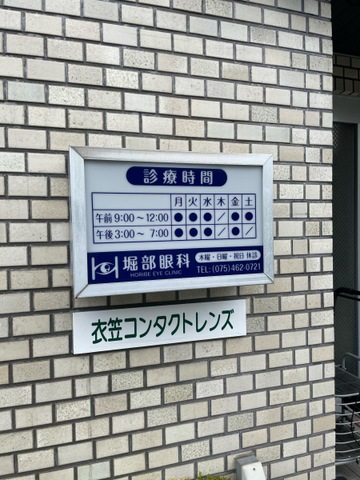 診療時間
月 火 水 木 金 土
午前 9:00～12:00 ● ● ● ／ ● ●
午後 3:00～ 7:00 ● ● ● ／ ● ／
堀部眼科
HORIBE EYE CLINIC
木曜・日曜・祝日 休診
TEL:(075)462-0721
衣笠コンタクトレンズ